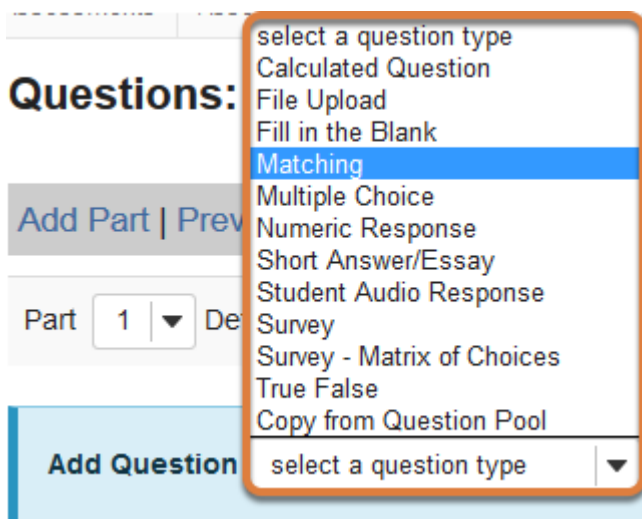 select a question type
Calculated Question
Questions:
File Upload
Fill in the Blank
Matching
Multiple Choice
Add Part | Prev
Numeric Response
Short Answer/Essay
Student Audio Response
Part 1 De
Survey
Survey - Matrix of Choices
True False
Copy from Question Pool
Add Question select a question type